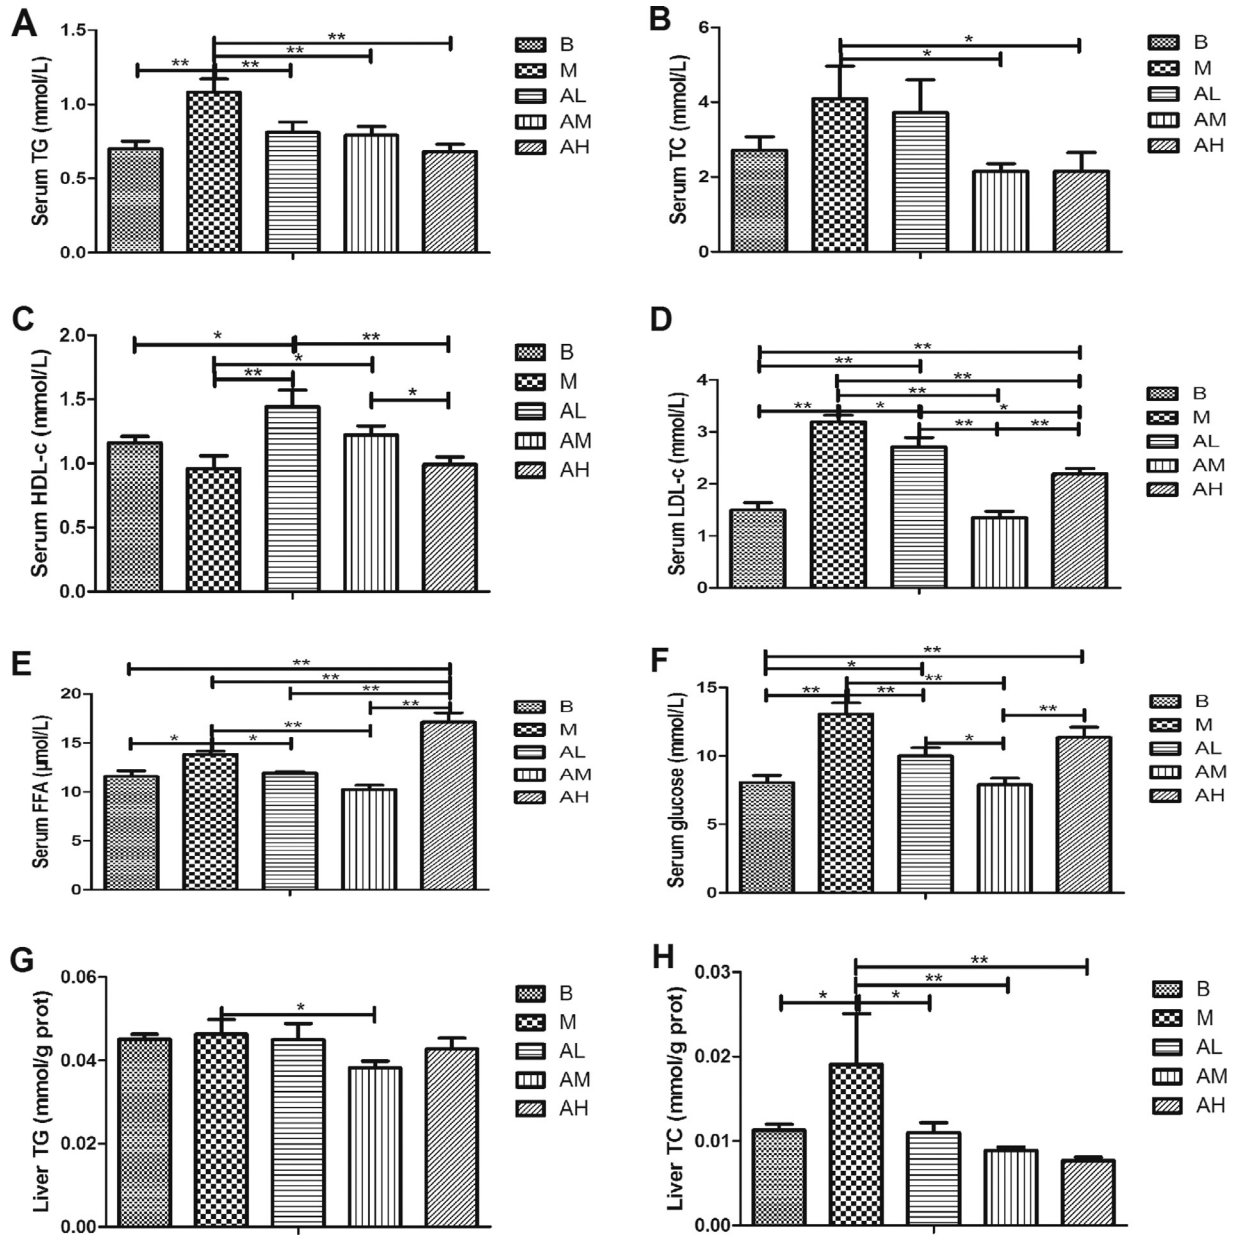 A
Serum TG (mmol/L)
1.5
1.0
0.5
0.0
**
**
** **
B
M
AL
AM
AH
B
Serum TC (mmol/L)
6
4
2
0
*
*
B
M
AL
AM
AH
C
Serum HDL-c (mmol/L)
2.0
1.5
1.0
0.5
0.0
* **
*
**
*
B
M
AL
AM
AH
D
Serum LDL-c (mmol/L)
4
3
2
1
0
**
**
**
**
** * *
** **
B
M
AL
AM
AH
E
Serum FFA (µmol/L)
20
15
10
5
0
**
**
**
**
**
* *
B
M
AL
AM
AH
F
Serum glucose (mmol/L)
15
10
5
0
**
*
**
** **
**
*
B
M
AL
AM
AH
G
Liver TG (mmol/g prot)
0.06
0.04
0.02
0.00
*
B
M
AL
AM
AH
H
Liver TC (mmol/g prot)
0.03
0.02
0.01
0.00
**
**
* *
B
M
AL
AM
AH